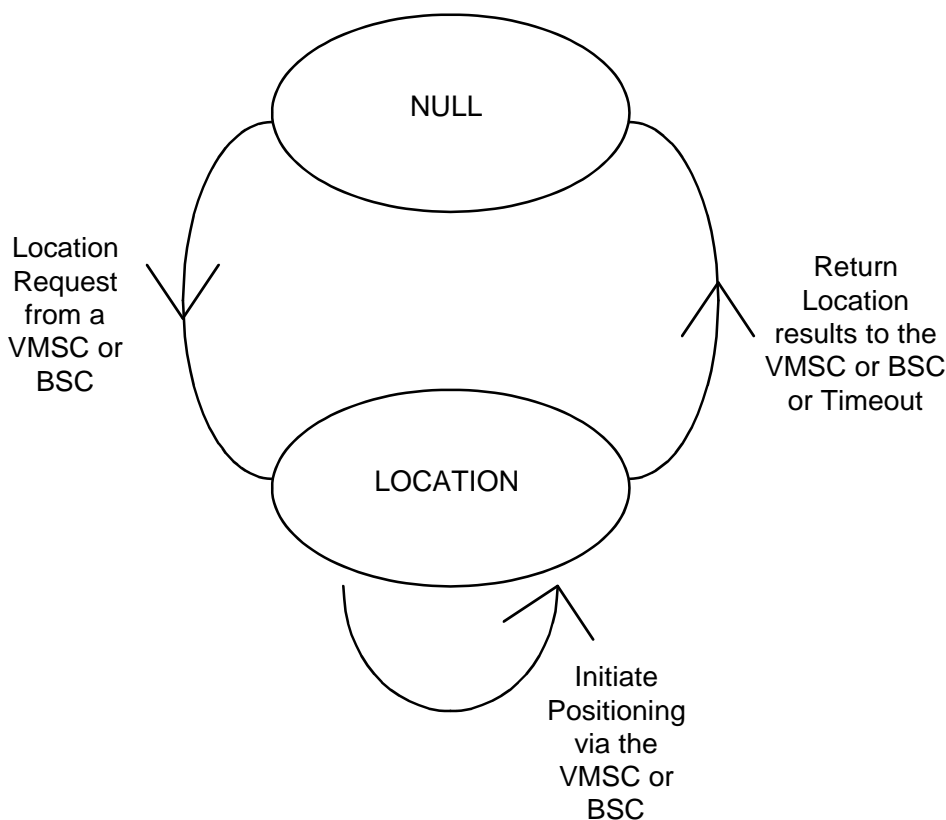 NULL
Location
Request
from a
VMSC or
BSC
Return
Location
results to the
VMSC or BSC
or Timeout
LOCATION
Initiate
Positioning
via the
VMSC or
BSC